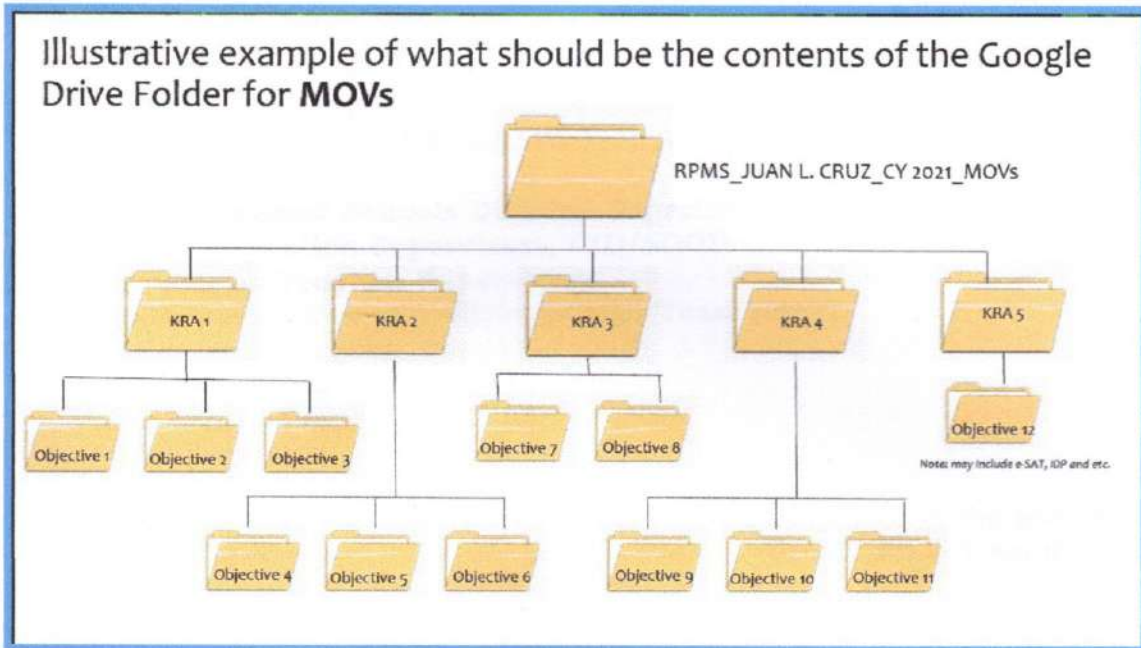 Illustrative example of what should be the contents of the Google
Drive Folder for MOVs
RPMS_JUAN L. CRUZ_CY 2021_MOVs
KRA 1
KRA 2
KRA 3
KRA 4
KRA 5
Objective 1
Objective 2
Objective 3
Objective 7
Objective 8
Objective 12
Note: may include e-SAT, IDP and etc.
Objective 4
Objective 5
Objective 6
Objective 9
Objective 10
Objective 11